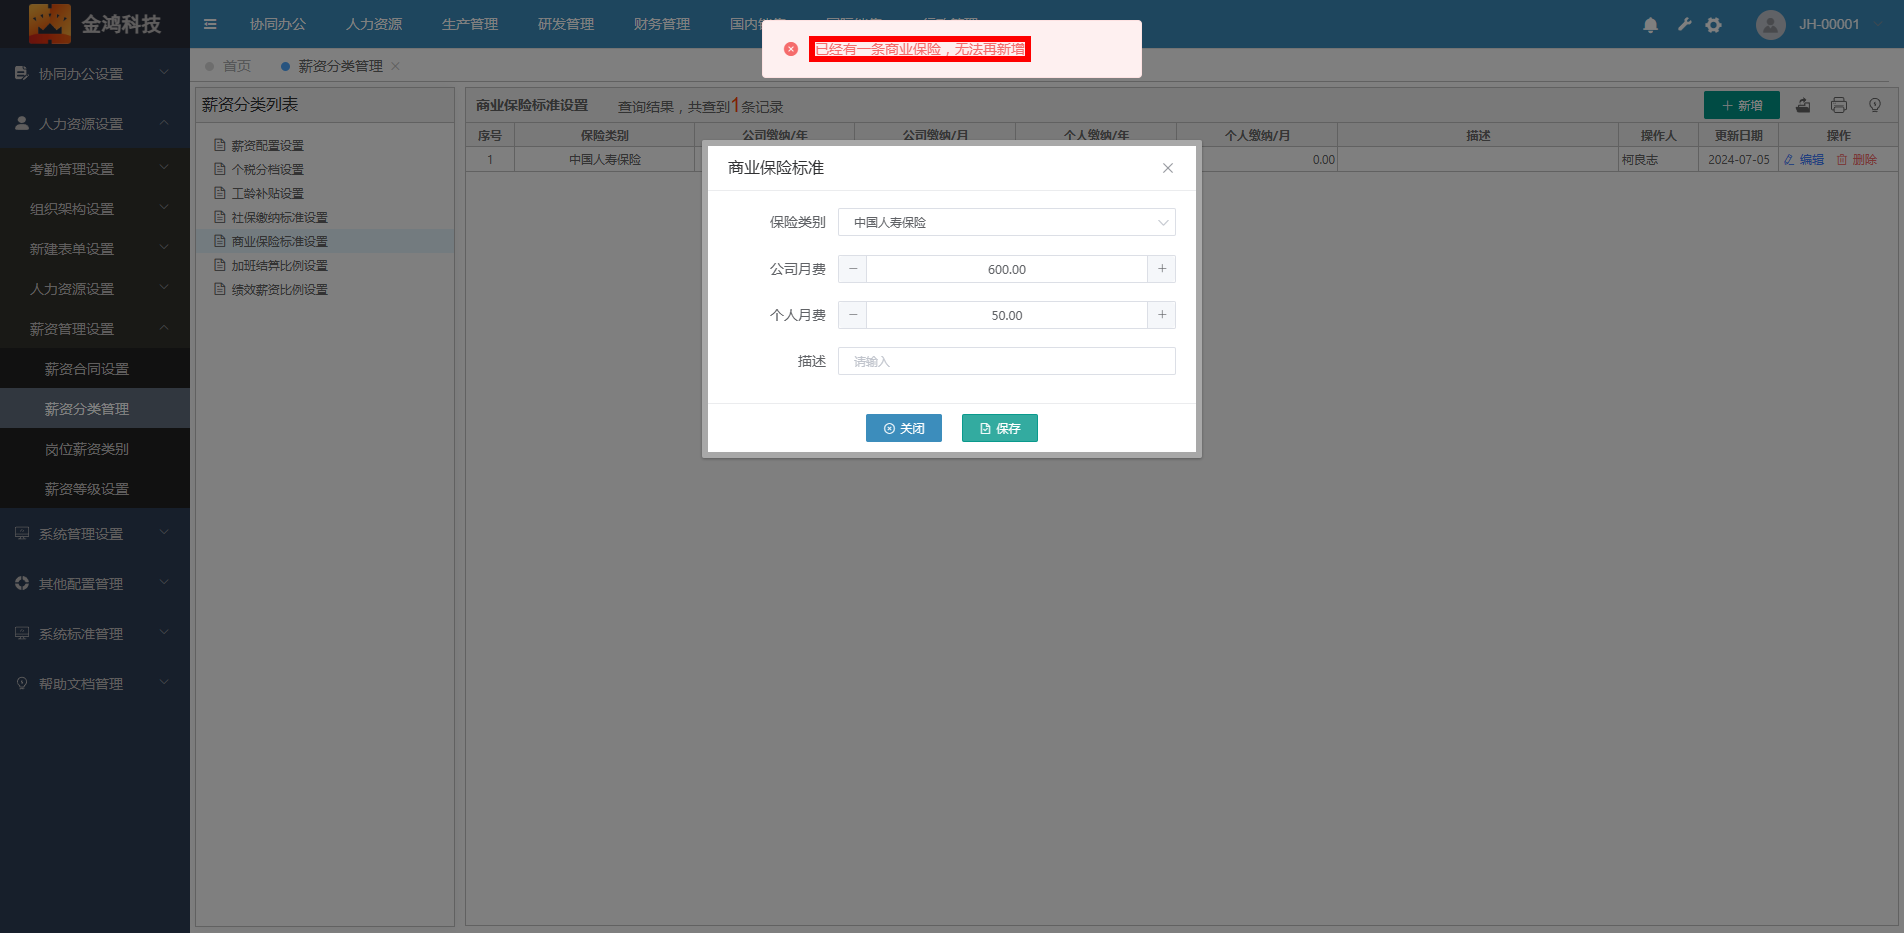 金鸿科技
协同办公 人力资源 生产管理 研发管理 财务管理 国内
JH-00001
已经有一条商业保险，无法再新增
首页 薪资分类管理
协同办公设置
人力资源设置
考勤管理设置
组织架构设置
新建表单设置
人力资源设置
薪资管理设置
薪资合同设置
薪资分类管理
岗位薪资类别
薪资等级设置
系统管理设置
其他配置管理
系统标准管理
帮助文档管理
薪资分类列表
薪资配置设置
个税分档设置
工龄补贴设置
社保缴纳标准设置
商业保险标准设置
加班结算比例设置
绩效薪资比例设置
商业保险标准设置 查询结果，共查到1条记录 新增
序号 保险类别 公司缴纳/年 公司缴纳/月 个人缴纳/年 个人缴纳/月 描述 操作人 更新日期 操作
1 中国人寿保险 0.00 柯良志 2024-07-05 编辑 删除
商业保险标准
保险类别 中国人寿保险
公司月费 600.00
个人月费 50.00
描述 请输入
关闭 保存